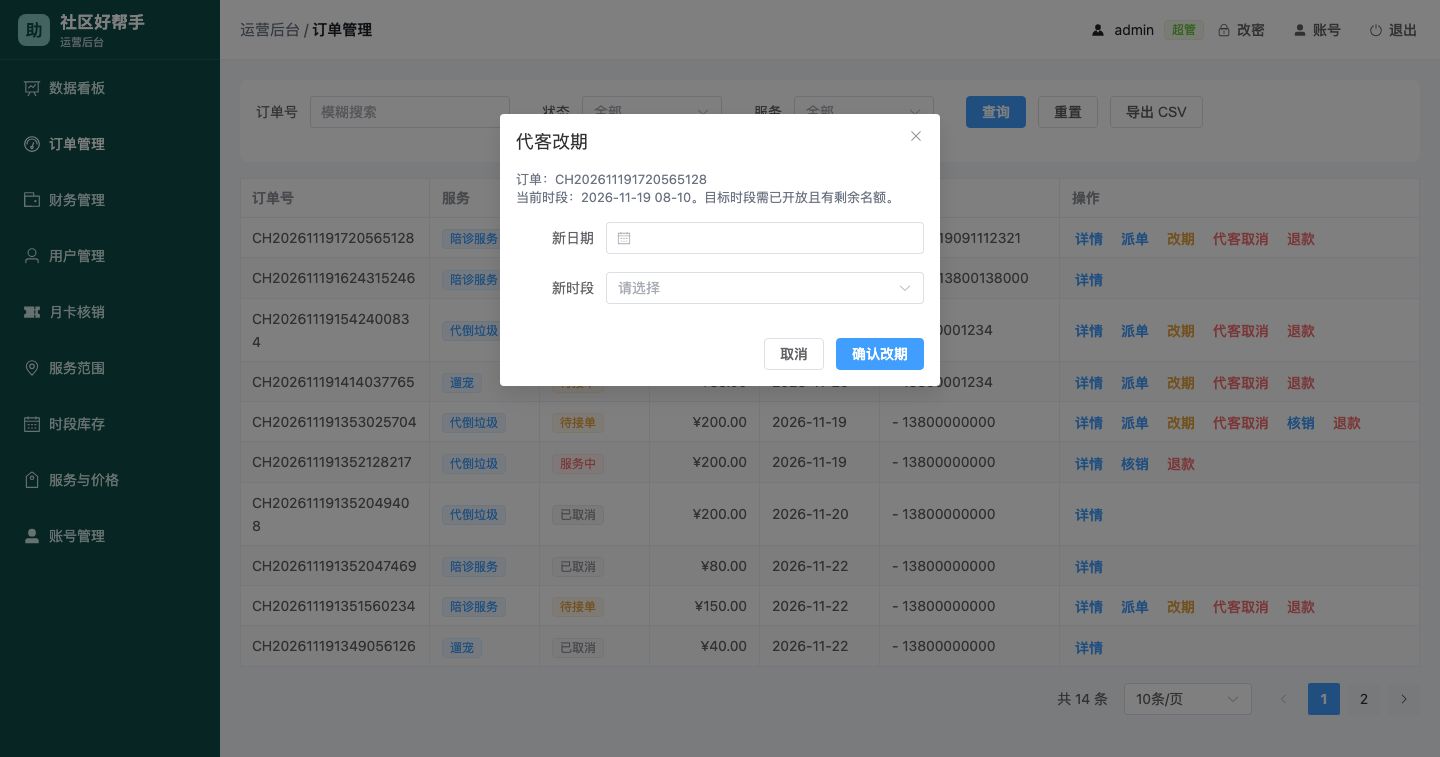 助 社区好帮手
运营后台
数据看板
订单管理
财务管理
用户管理
月卡核销
服务范围
时段库存
服务与价格
账号管理
运营后台 / 订单管理
admin 超管 改密 账号 退出
订单号 模糊搜索 状态 全部 服务 全部 查询 重置 导出 CSV
代客改期
订单：CH202611191720565128
当前时段：2026-11-19 08-10。目标时段需已开放且有剩余名额。
新日期
新时段 请选择
取消 确认改期
订单号 服务 操作
CH202611191720565128 陪诊服务 19091112321 详情 派单 改期 代客取消 退款
CH202611191624315246 陪诊服务 13800138000 详情
CH20261119154240083
4
代倒垃圾 0001234 详情 派单 改期 代客取消 退款
CH202611191414037765 遛宠 0001234 详情 派单 改期 代客取消 退款
CH202611191353025704 代倒垃圾 待接单 ¥200.00 2026-11-19 - 13800000000 详情 派单 改期 代客取消 核销 退款
CH202611191352128217 代倒垃圾 服务中 ¥200.00 2026-11-19 - 13800000000 详情 核销 退款
CH20261119135204940
8
代倒垃圾 已取消 ¥200.00 2026-11-20 - 13800000000 详情
CH202611191352047469 陪诊服务 已取消 ¥80.00 2026-11-22 - 13800000000 详情
CH202611191351560234 陪诊服务 待接单 ¥150.00 2026-11-22 - 13800000000 详情 派单 改期 代客取消 退款
CH202611191349056126 遛宠 已取消 ¥40.00 2026-11-22 - 13800000000 详情
共 14 条 10条/页 1 2